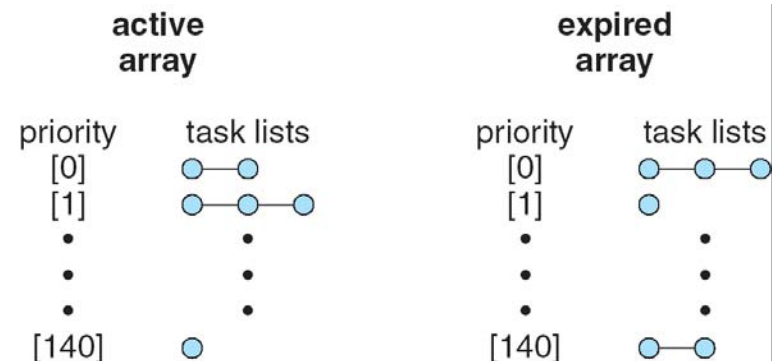 active
array
priority task lists
[0]
[1]
[140]
expired
array
priority task lists
[0]
[1]
[140]